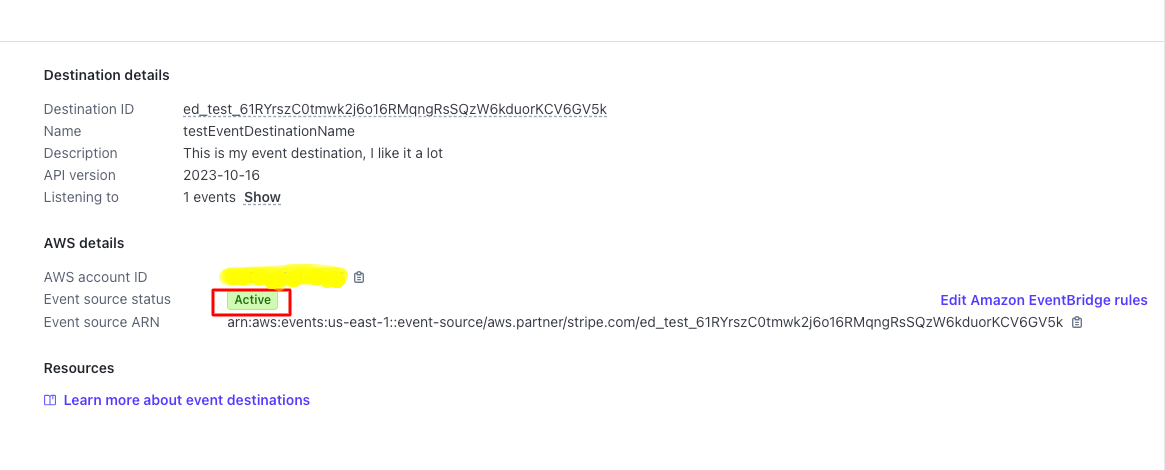 Destination details
Destination ID ed_test_61RYrszC0tmwk2j6o16RMqngRsSQzW6kduorKCV6GV5k
Name testEventDestinationName
Description This is my event destination, I like it a lot
API version 2023-10-16
Listening to 1 events Show
AWS details
AWS account ID
Event source status Active Edit Amazon EventBridge rules
Event source ARN arn:aws:events:us-east-1::event-source/aws.partner/stripe.com/ed_test_61RYrszC0tmwk2j6o16RMqngRsSQzW6kduorKCV6GV5k
Resources
Learn more about event destinations